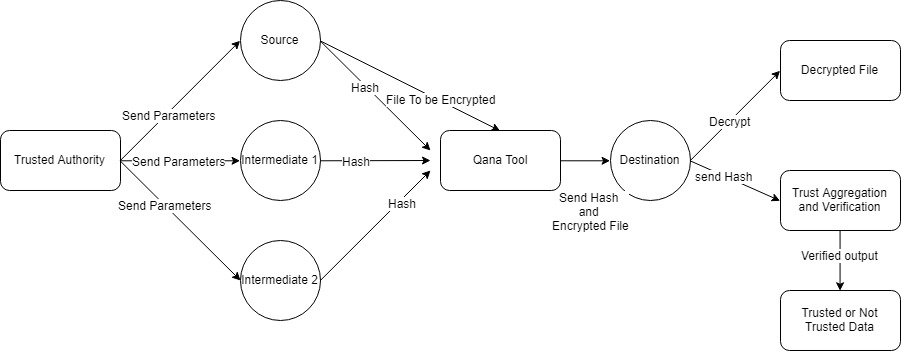 Source
Decrypted File
Hash
File To be Encrypted
Send Parameters
Decrypt
Trusted Authority
Send Parameters
Intermediate 1
Hash
Qana Tool
Destination
send Hash
Trust Aggregation
and Verification
Send Parameters
Hash
Send Hash
and
Encrypted File
Verified output
Intermediate 2
Trusted or Not
Trusted Data